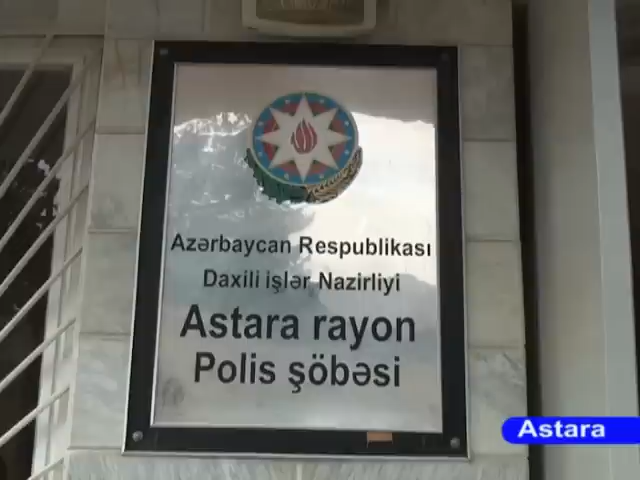 Azərbaycan Respublikası
Daxili işlər Nazirliyi
Astara rayon
Polis şöbəsi
Astara